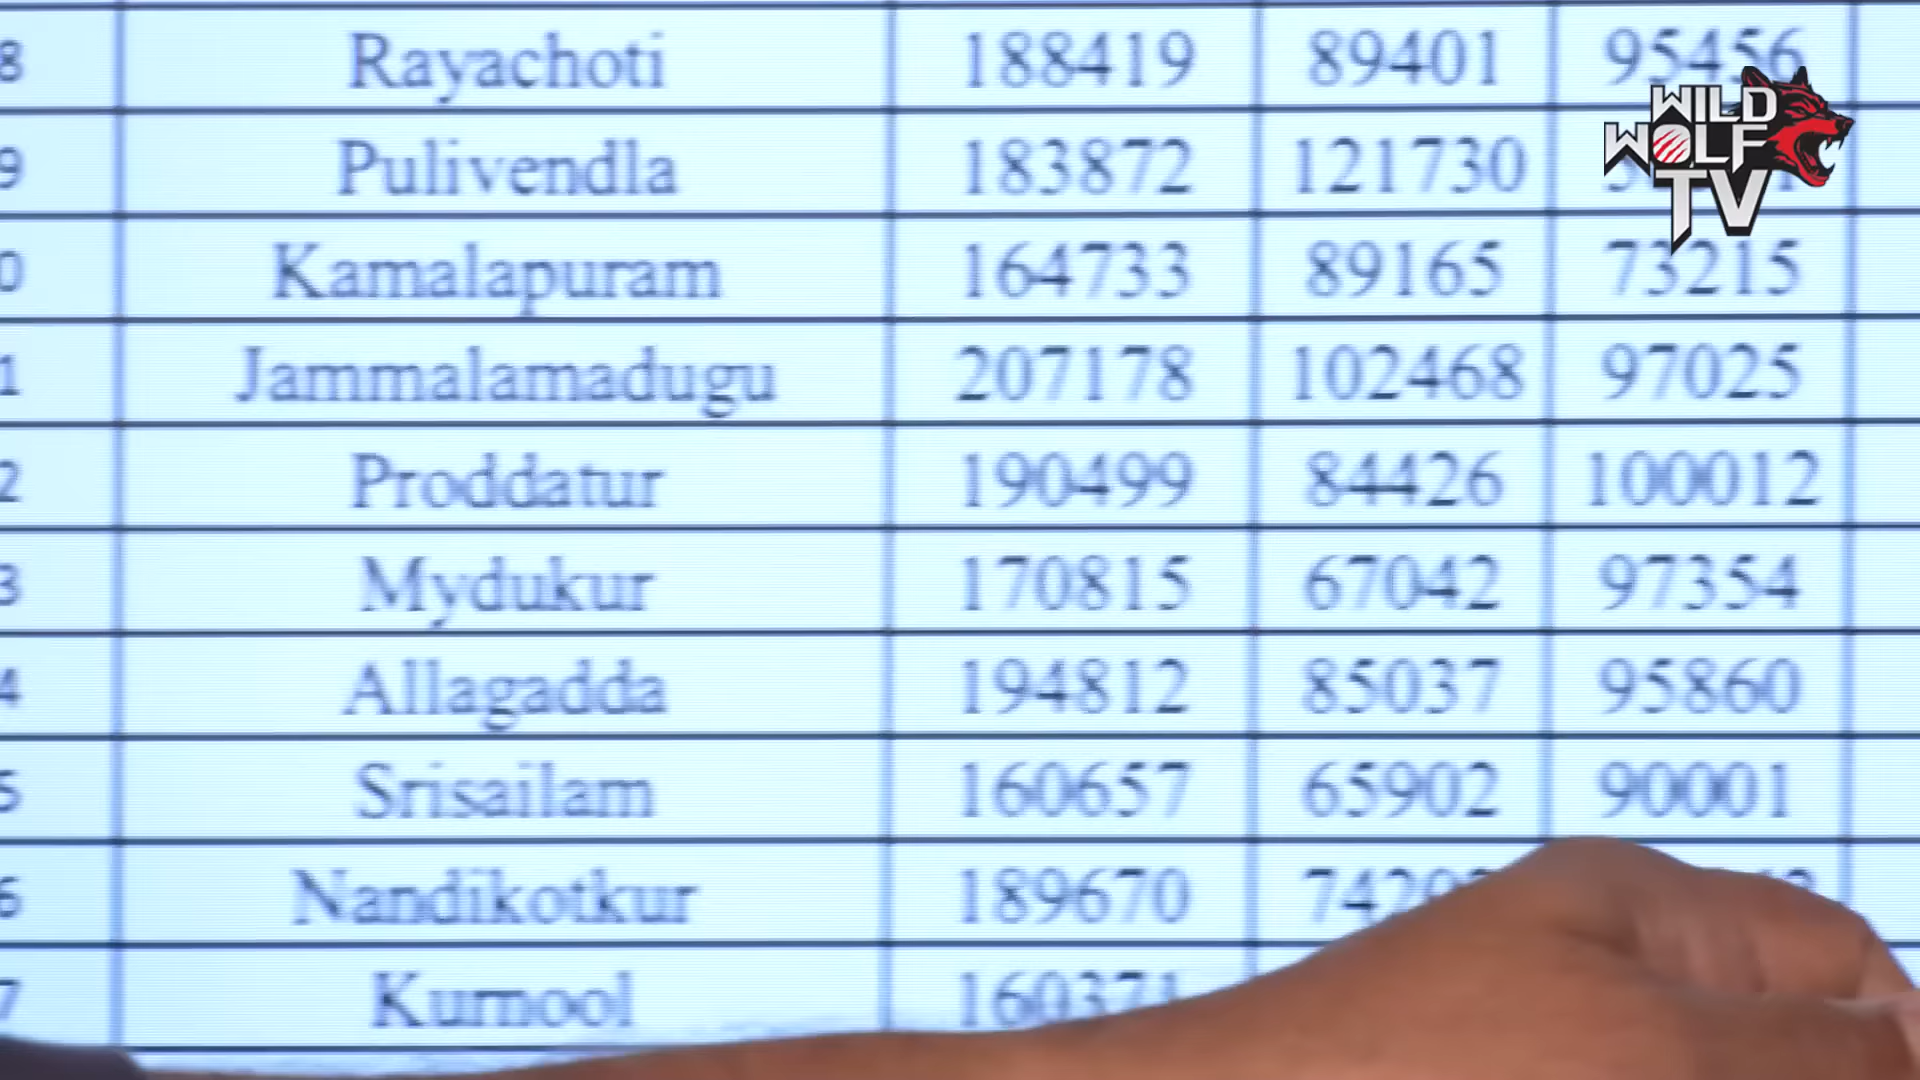 8 Rayachoti 188419 89401 95456
9 Pulivendla 183872 121730
0 Kamalapuram 164733 89165 73215
1 Jammalamadugu 207178 102468 97025
2 Proddatur 190499 84426 100012
3 Mydukur 170815 67042 97354
4 Allagadda 194812 85037 95860
5 Srisailam 160657 65902 90001
6 Nandikotkur 189670
7 Kurnool 160371
WILD
WOLF
TV